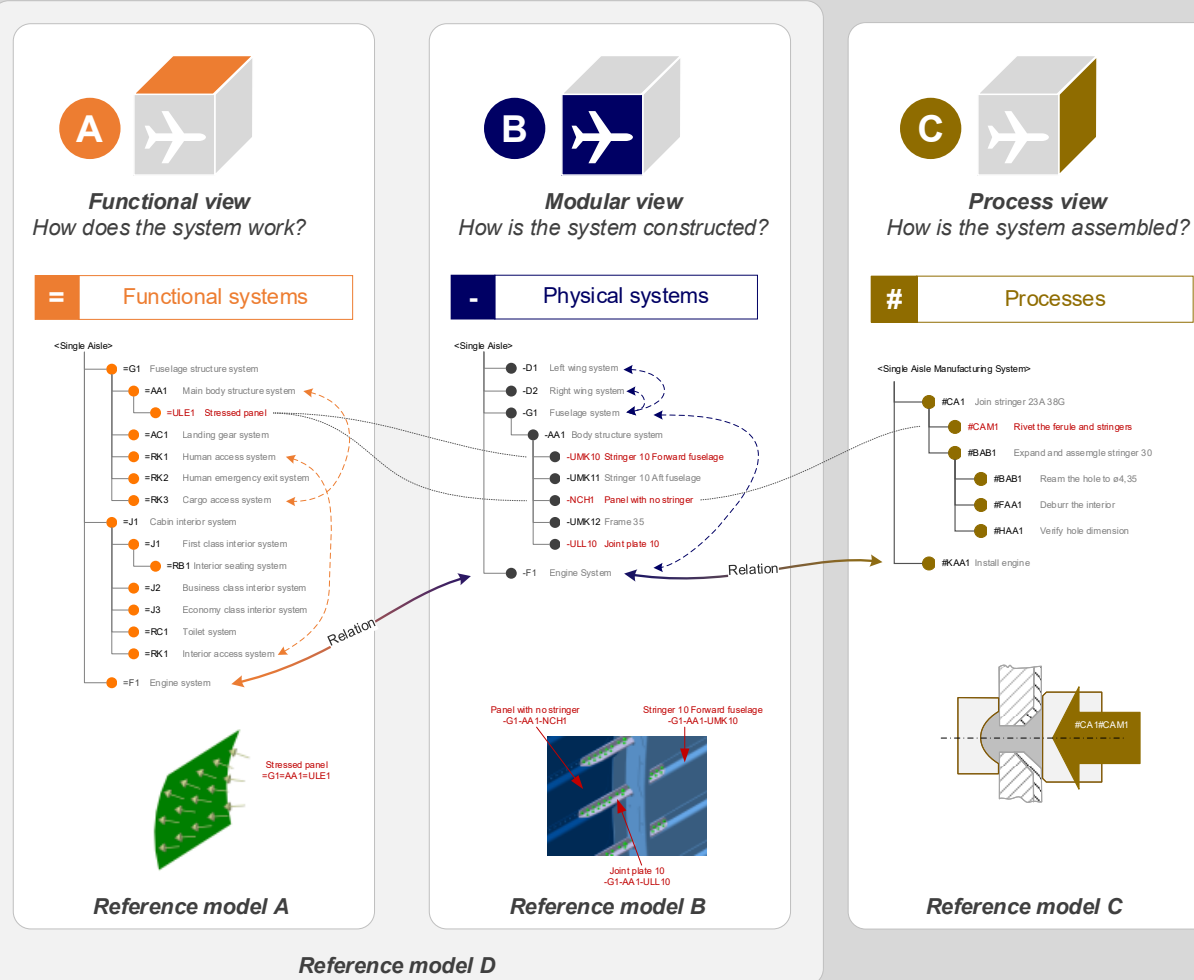 A
Functional view
How does the system work?
= Functional systems
<Single Aisle>
=G1 Fuselage structure system
=AA1 Main body structure system
=ULE1 Stressed panel
=AC1 Landing gear system
=RK1 Human access system
=RK2 Human emergency exit system
=RK3 Cargo access system
=J1 Cabin interior system
=J1 First class interior system
=RB1 Interior seating system
=J2 Business class interior system
=J3 Economy class interior system
=RC1 Toilet system
=RK1 Interior access system
=F1 Engine system
Relation
Stressed panel
=G1=AA1=ULE1
Reference model A
B
Modular view
How is the system constructed?
- Physical systems
<Single Aisle>
-D1 Left wing system
-D2 Right wing system
-G1 Fuselage system
-AA1 Body structure system
-UMK10 Stringer 10 Forward fuselage
-UMK11 Stringer 10 Aft fuselage
-NCH1 Panel with no stringer
-UMK12 Frame 35
-ULL10 Joint plate 10
-F1 Engine System
Relation
Panel with no stringer
-G1-AA1-NCH1
Stringer 10 Forward fuselage
-G1-AA1-UMK10
Joint plate 10
-G1-AA1-ULL10
Reference model B
C
Process view
How is the system assembled?
# Processes
<Single Aisle Manufacturing System>
#CA1 Join stringer 23A 38G
#CAM1 Rivet the ferule and stringers
#BAB1 Expand and assemgle stringer 30
#BAB1 Ream the hole to ø4,35
#FAA1 Deburr the interior
#HAA1 Verify hole dimension
#KAA1 Install engine
#CA1#CAM1
Reference model C
Reference model D